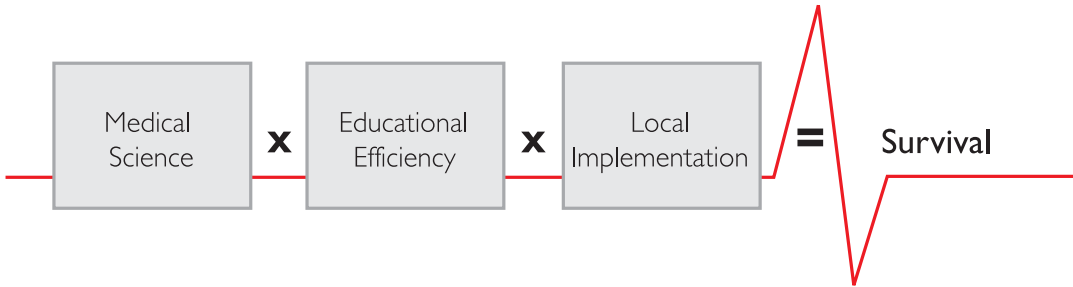 Medical
Science
x
Educational
Efficiency
x
Local
Implementation
=
Survival